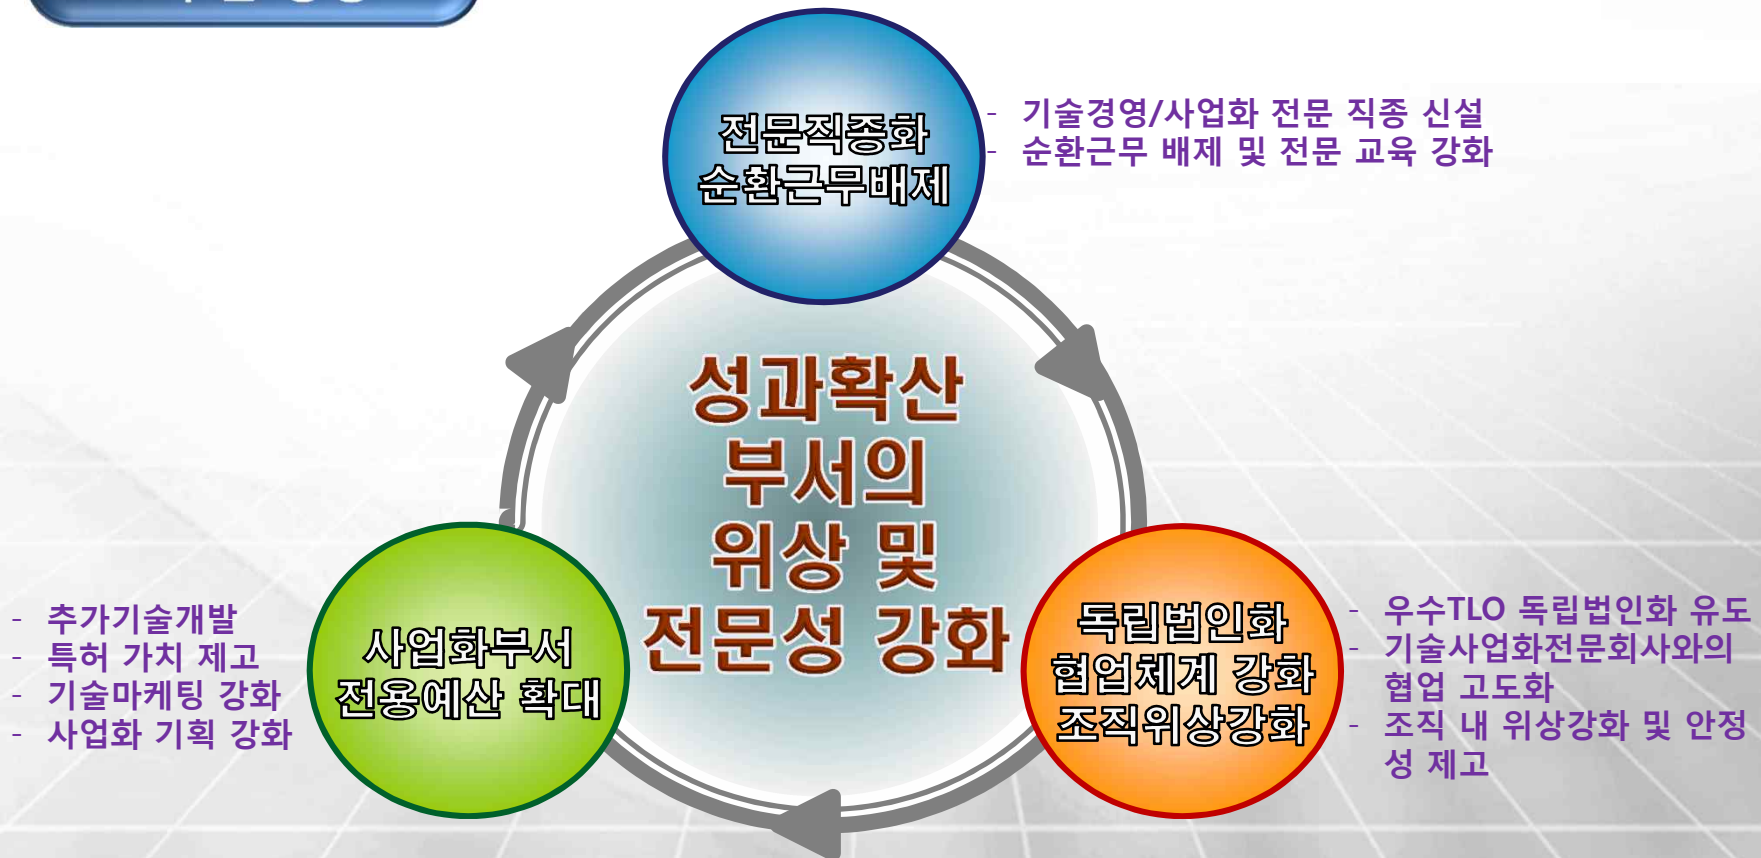 전문직종화
순환근무배제
- 기술경영/사업화 전문 직종 신설
- 순환근무 배제 및 전문 교육 강화
성과확산
부서의
위상 및
전문성 강화
- 추가기술개발
- 특허 가치 제고
- 기술마케팅 강화
- 사업화 기획 강화
사업화부서
전용예산 확대
독립법인화
협업체계 강화
조직위상강화
- 우수TLO 독립법인화 유도
- 기술사업화전문회사와의
협업 고도화
- 조직 내 위상강화 및 안정
성 제고